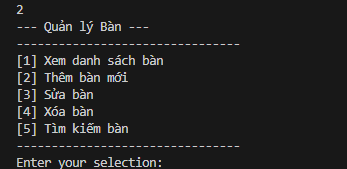 2
--- Quản lý Bàn ---
--------------------------------
[1] Xem danh sách bàn
[2] Thêm bàn mới
[3] Sửa bàn
[4] Xóa bàn
[5] Tìm kiếm bàn
--------------------------------
Enter your selection: